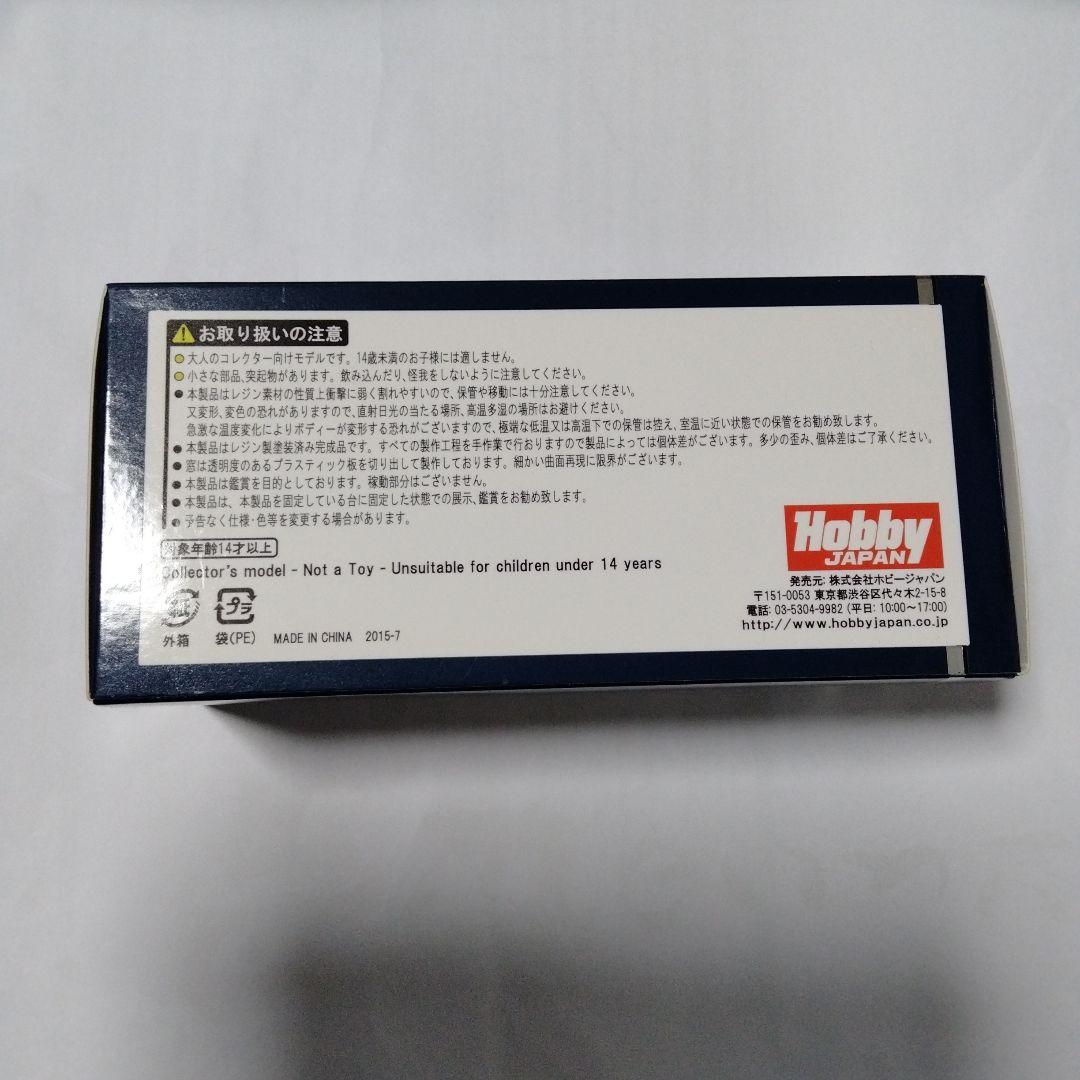 お取り扱いの注意
●大人のコレクター向けモデルです。14歳未満のお子様には適しません。
●小さな部品、突起物があります。飲み込んだり、怪我をしないように注意してください。
●本製品はレジン素材の性質上衝撃に弱く割れやすいので、保管や移動には十分注意してください。
又変形、変色の恐れがありますので、直射日光の当たる場所、高温多湿の場所はお避けください。
急激な温度変化によりボディーが変形する恐れがございますので、極端な低温又は高温下での保管は控え、室温に近い状態での保管をお勧め致します。
●本製品はレジン製塗装済み完成品です。すべての製作工程を手作業で行おりますので製品によっては個体差がございます。多少の歪み、個体差はご了承ください。
●窓は透明度のあるプラスティック板を切り出して製作しております。細かい曲面再現に限界がございます。
●本製品は鑑賞を目的としております。稼動部分はございません。
●本製品は、本製品を固定している台に固定した状態での展示、鑑賞をお勧め致します。
●予告なく仕様・色等を変更する場合があります。
対象年齢14才以上
Collector's model - Not a Toy - Unsuitable for children under 14 years
プラ
外箱 袋(PE) MADE IN CHINA 2015-7
Hobby
JAPAN
発売元: 株式会社ホビージャパン
〒151-0053 東京都渋谷区代々木2-15-8
電話: 03-5304-9982 (平日: 10:00~17:00)
http://www.hobbyjapan.co.jp